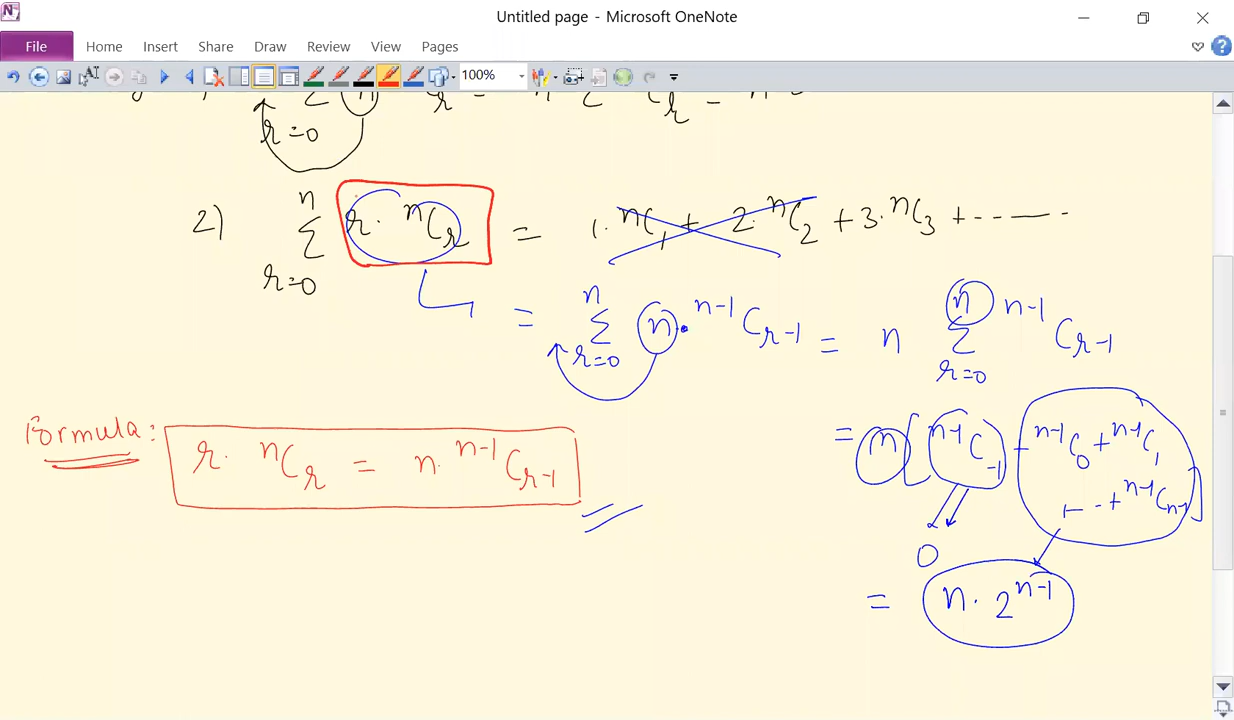 Untitled page - Microsoft OneNote
File Home Insert Share Draw Review View Pages
100%
r=0
2) n∑r=0 r. ⁿCᵣ = 1. ⁿC₁ + 2. ⁿC₂ + 3. ⁿC₃ + - - - - -
= n∑r=0 n. ⁿ⁻¹Cᵣ₋₁ = n n∑r=0 ⁿ⁻¹Cᵣ₋₁
Formula: r. ⁿCᵣ = n. ⁿ⁻¹Cᵣ₋₁
= n [ⁿ⁻¹C₋₁ + ⁿ⁻¹C₀ + ⁿ⁻¹C₁
+ - - + ⁿ⁻¹Cₙ₋₁]
0
= n. 2ⁿ⁻¹